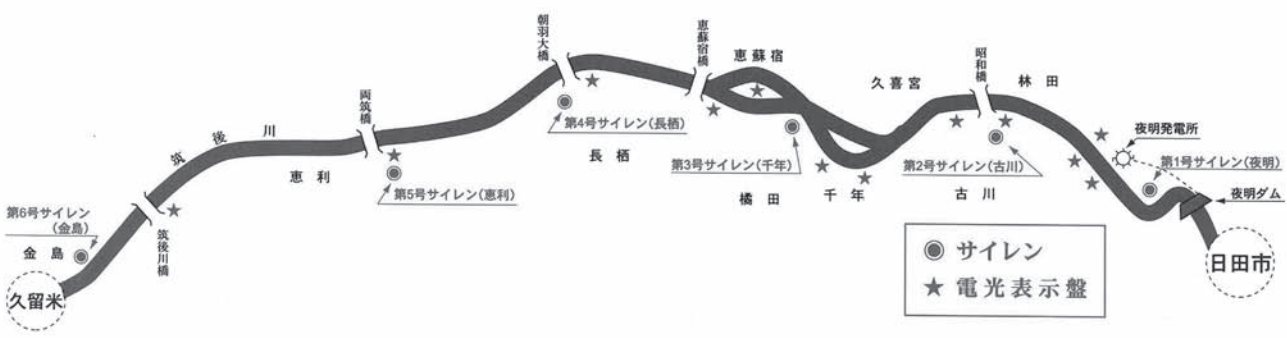 久留米
金島
第6号サイレン
(金島)
筑後川橋
筑後川
恵利
両筑橋
第5号サイレン(恵利)
朝羽大橋
第4号サイレン(長栖)
長栖
恵蘇宿橋
恵蘇宿
第3号サイレン(千年)
橘田
千年
久喜宮
昭和橋
林田
第2号サイレン(古川)
古川
夜明発電所
第1号サイレン(夜明)
夜明ダム
日田市
サイレン
電光表示盤